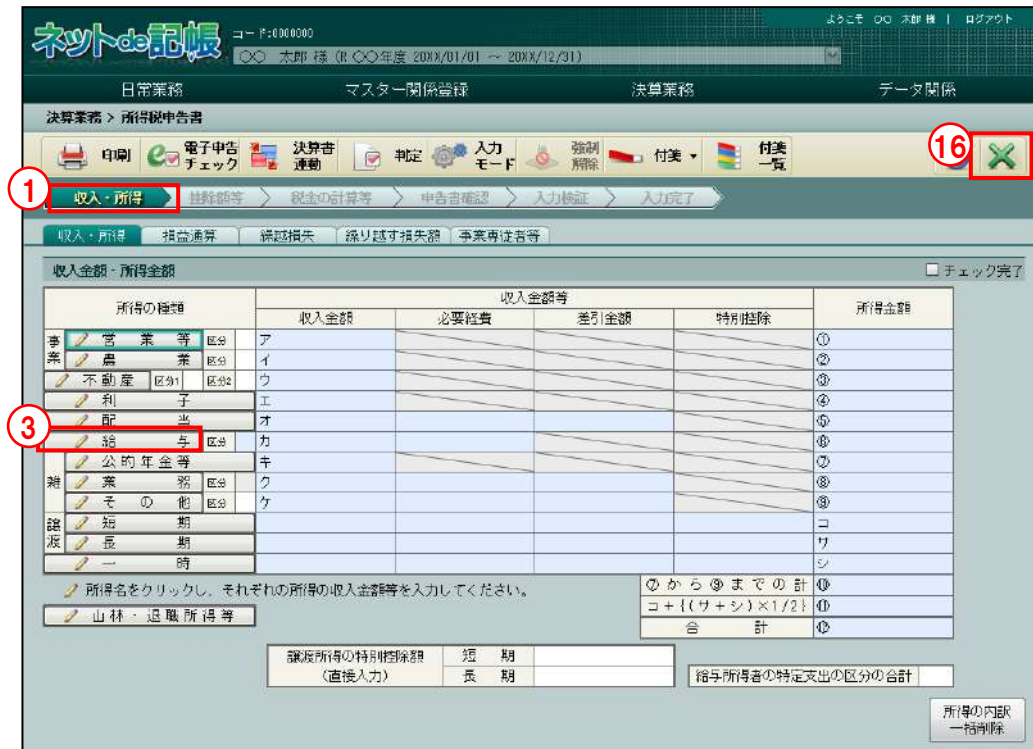 ようこそ ○○ 太郎 様 | ログアウト
ネットde記帳 コード:0000000
○○ 太郎 様 (R ○○年度 20XX/01/01 ～ 20XX/12/31)
日常業務 マスター関係登録 決算業務 データ関係
決算業務 > 所得税申告書
印刷 電子申告チェック 決算書連動 判定 入力モード 強制解除 付箋 付箋一覧 16
1 収入・所得 控除額等 税金の計算等 申告書確認 入力検証 入力完了
収入・所得 損益通算 繰越損失 繰り越す損失額 事業専従者等
収入金額・所得金額 チェック完了
所得の種類 収入金額等 所得金額
収入金額 必要経費 差引金額 特別控除
事業 営業等 区分 ア ①
農業 区分 イ ②
不動産 区分1 区分2 ウ ③
利子 エ ④
配当 オ ⑤
3 給与 区分 カ ⑥
雑 公的年金等 キ ⑦
業務 区分 ク ⑧
その他 区分 ケ ⑨
譲渡 短期 コ
長期 サ
一時 シ
所得名をクリックし、それぞれの所得の収入金額等を入力してください。 ⑦から⑨までの計 ⑩
山林・退職所得等 コ+{(サ+シ)×1/2} ⑪
合計 ⑫
譲渡所得の特別控除額 短期
(直接入力) 長期 給与所得者の特定支出の区分の合計
所得の内訳
一括削除